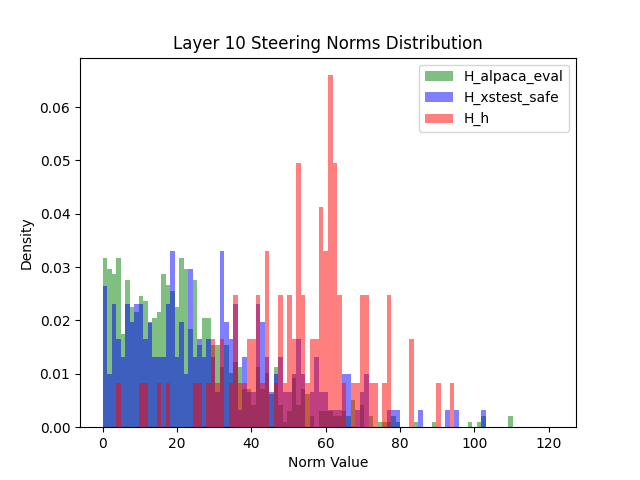 Layer 10 Steering Norms Distribution
H_alpaca_eval
H_xstest_safe
H_h
Density
0.06
0.05
0.04
0.03
0.02
0.01
0.00
0
20
40
60
80
100
120
Norm Value